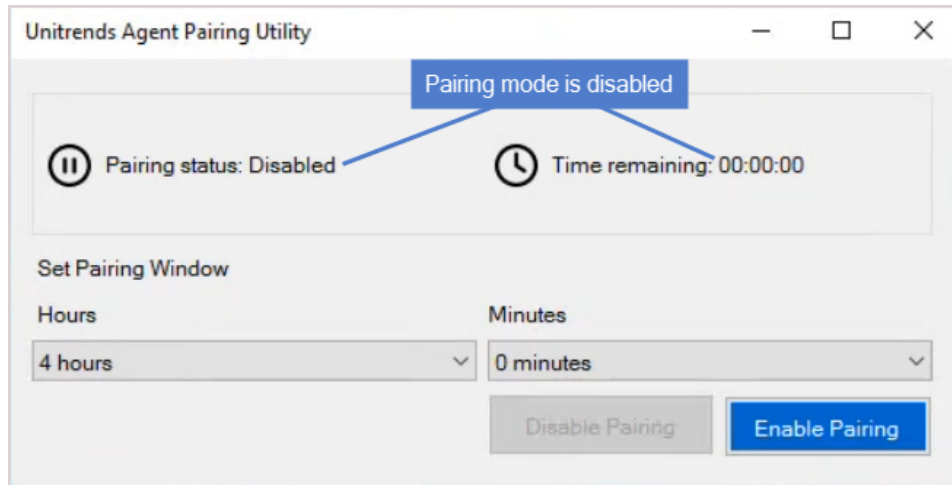 Unitrends Agent Pairing Utility
Pairing mode is disabled
Pairing status: Disabled
Time remaining: 00:00:00
Set Pairing Window
Hours
Minutes
4 hours
0 minutes
Disable Pairing
Enable Pairing